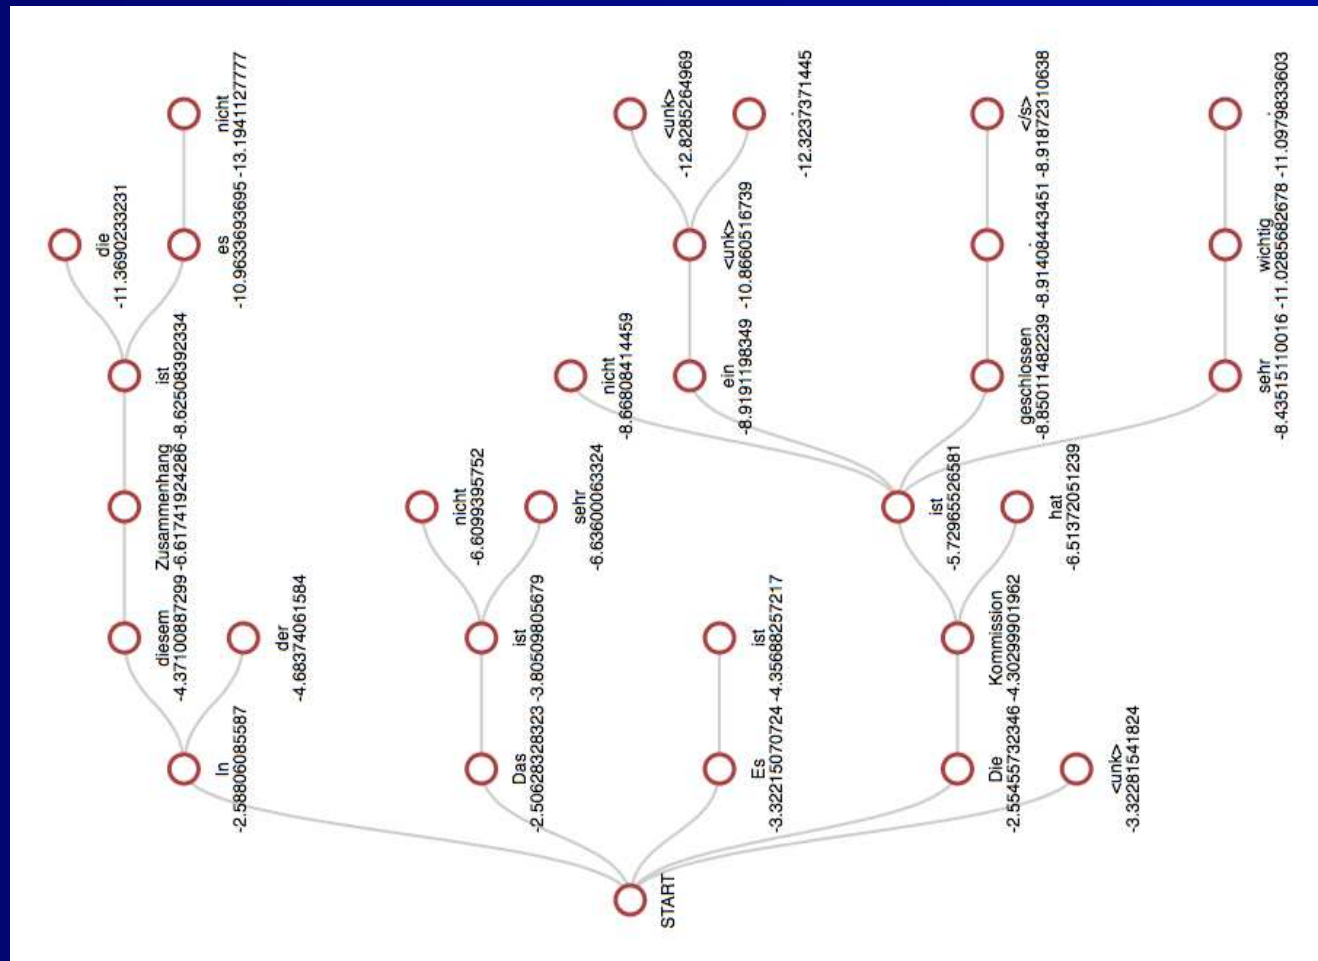 die
-11.3690233231
diesem Zusammenhang ist
-4.37100887299 -6.61741924286 -8.62508392334
In es nicht
-2.58806085587 -10.9633693695 -13.1941127777
der
-4.68374061584
nicht
-6.6099395752
Das ist
-2.50628328323 -3.80509805679
sehr
-6.63600063324
nicht
-8.66808414459
START
<unk>
-12.8285264969
ein <unk>
-8.9191198349 -10.8660516739
Es ist
-3.32215070724 -4.35688257217
.
-12.3237371445
ist
-5.72965526581
Die Kommission
-2.55455732346 -4.30299901962
geschlossen . </s>
-8.85011482239 -8.91408443451 -8.91872310638
hat
-6.51372051239
<unk>
-3.32281541824
sehr wichtig .
-8.43515110016 -11.0285682678 -11.0979833603